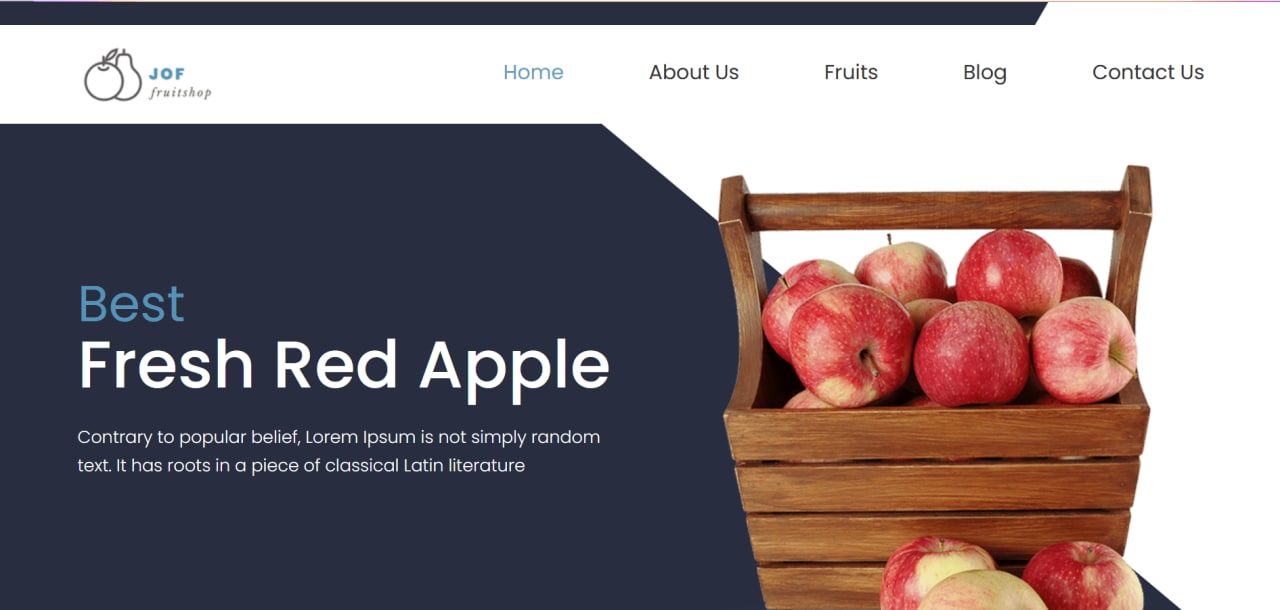 JOF
fruitshop
Home About Us Fruits Blog Contact Us
Best
Fresh Red Apple
Contrary to popular belief, Lorem Ipsum is not simply random
text. It has roots in a piece of classical Latin literature